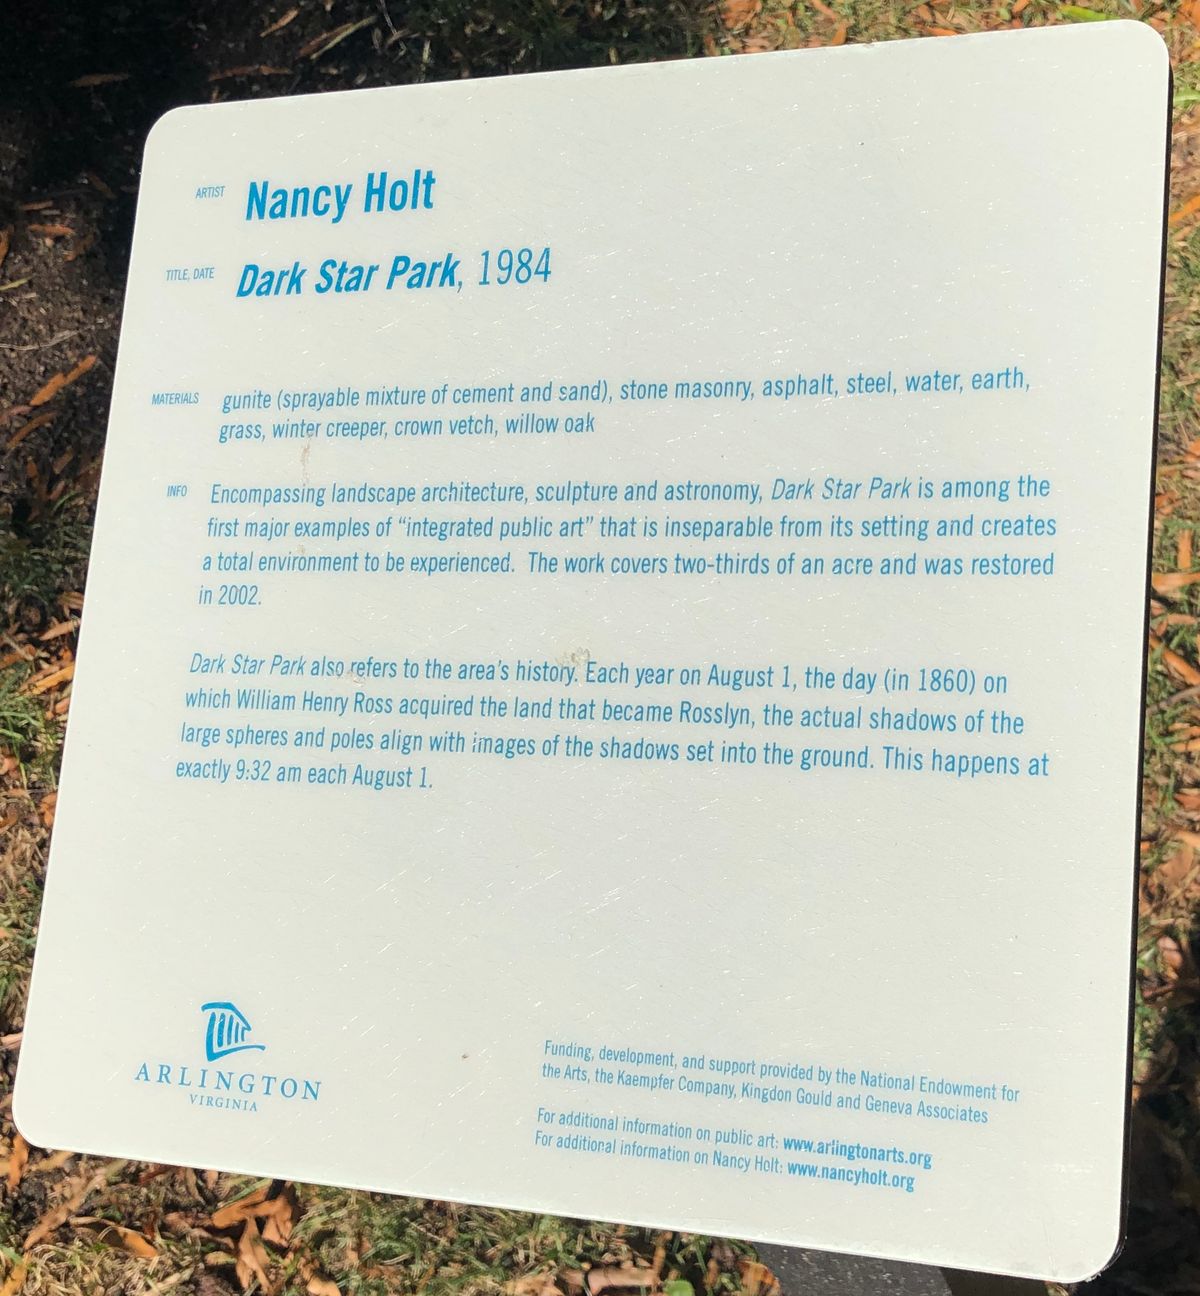 ARTIST Nancy Holt
TITLE, DATE Dark Star Park, 1984
MATERIALS gunite (sprayable mixture of cement and sand), stone masonry, asphalt, steel, water, earth,
grass, winter creeper, crown vetch, willow oak
INFO Encompassing landscape architecture, sculpture and astronomy, Dark Star Park is among the
first major examples of “integrated public art” that is inseparable from its setting and creates
a total environment to be experienced. The work covers two-thirds of an acre and was restored
in 2002.
Dark Star Park also refers to the area's history. Each year on August 1, the day (in 1860) on
which William Henry Ross acquired the land that became Rosslyn, the actual shadows of the
large spheres and poles align with images of the shadows set into the ground. This happens at
exactly 9:32 am each August 1.
ARLINGTON
VIRGINIA
Funding, development, and support provided by the National Endowment for
the Arts, the Kaempfer Company, Kingdon Gould and Geneva Associates
For additional information on public art: www.arlingtonarts.org
For additional information on Nancy Holt: www.nancyholt.org